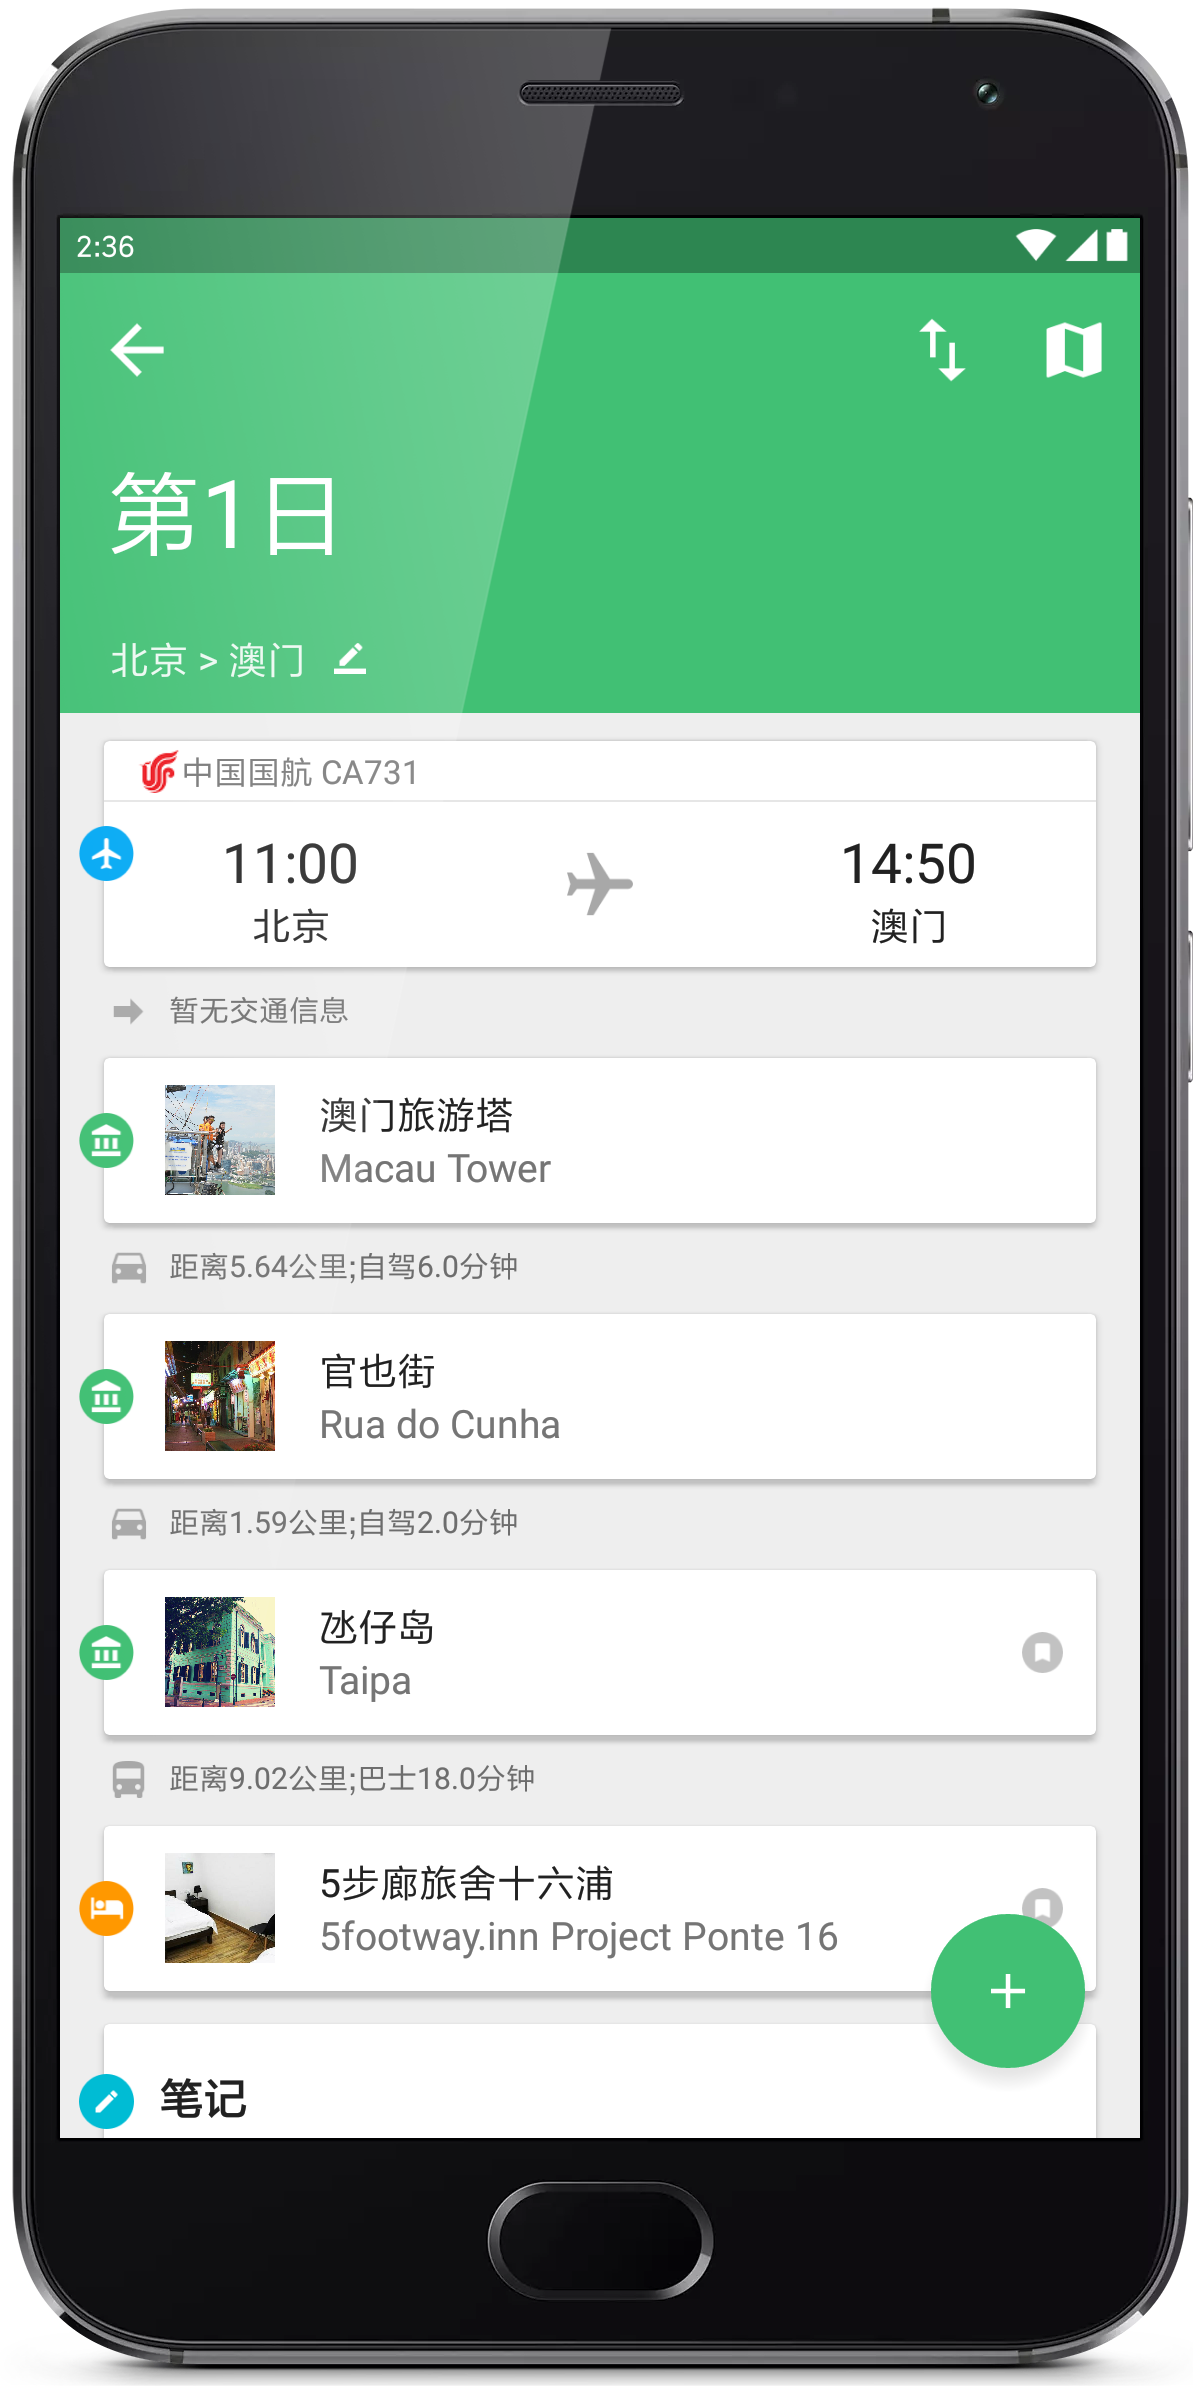 2:36
第1日
北京 > 澳门
中国国航 CA731
11:00
14:50
北京
澳门
暂无交通信息
澳门旅游塔
Macau Tower
距离5.64公里;自驾6.0分钟
官也街
Rua do Cunha
距离1.59公里;自驾2.0分钟
氹仔岛
Taipa
距离9.02公里;巴士18.0分钟
5步廊旅舍十六浦
5footway.inn Project Ponte 16
笔记